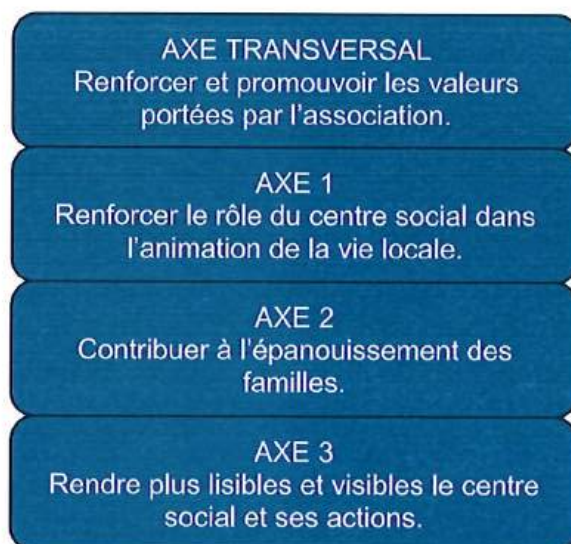 AXE TRANSVERSAL
Renforcer et promouvoir les valeurs
portées par l'association.
AXE 1
Renforcer le rôle du centre social dans
l'animation de la vie locale.
AXE 2
Contribuer à l'épanouissement des
familles.
AXE 3
Rendre plus lisibles et visibles le centre
social et ses actions.